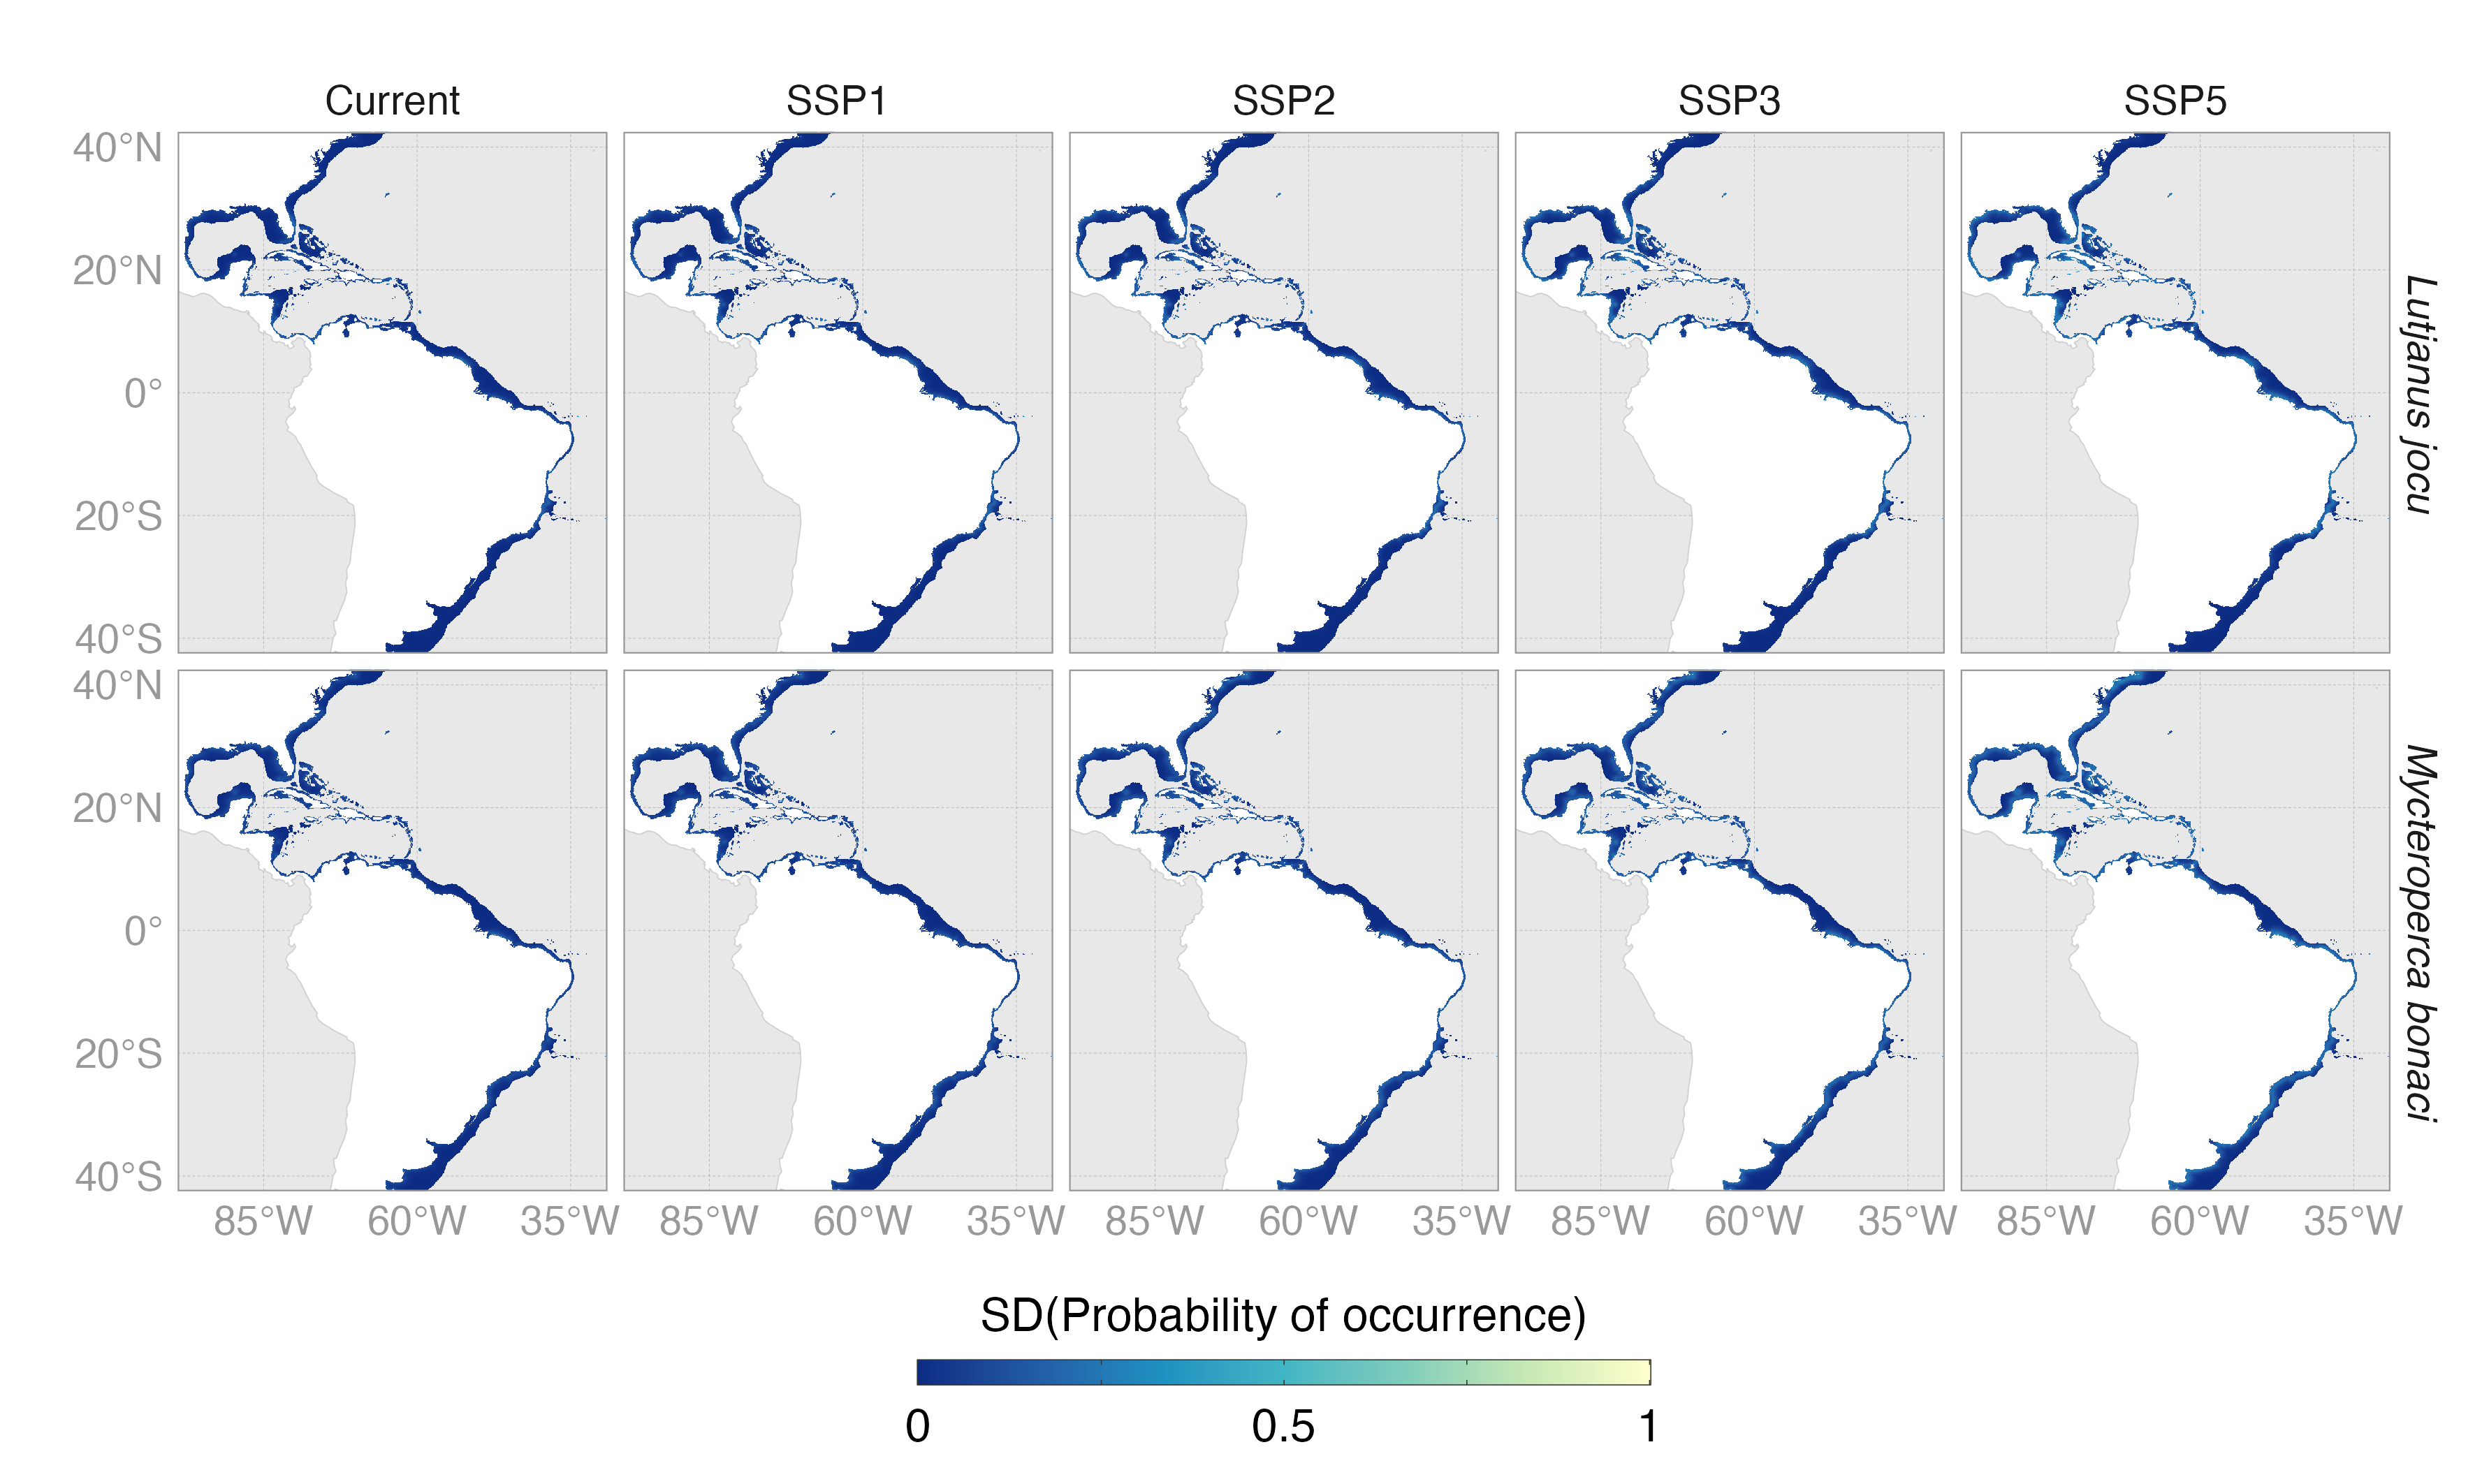 Current SSP1 SSP2 SSP3 SSP5
40°N
20°N
0°
20°S
40°S
Lutjanus jocu
40°N
20°N
0°
20°S
40°S
Mycteroperca bonaci
85°W 60°W 35°W 85°W 60°W 35°W 85°W 60°W 35°W 85°W 60°W 35°W 85°W 60°W 35°W
SD(Probability of occurrence)
0 0.5 1